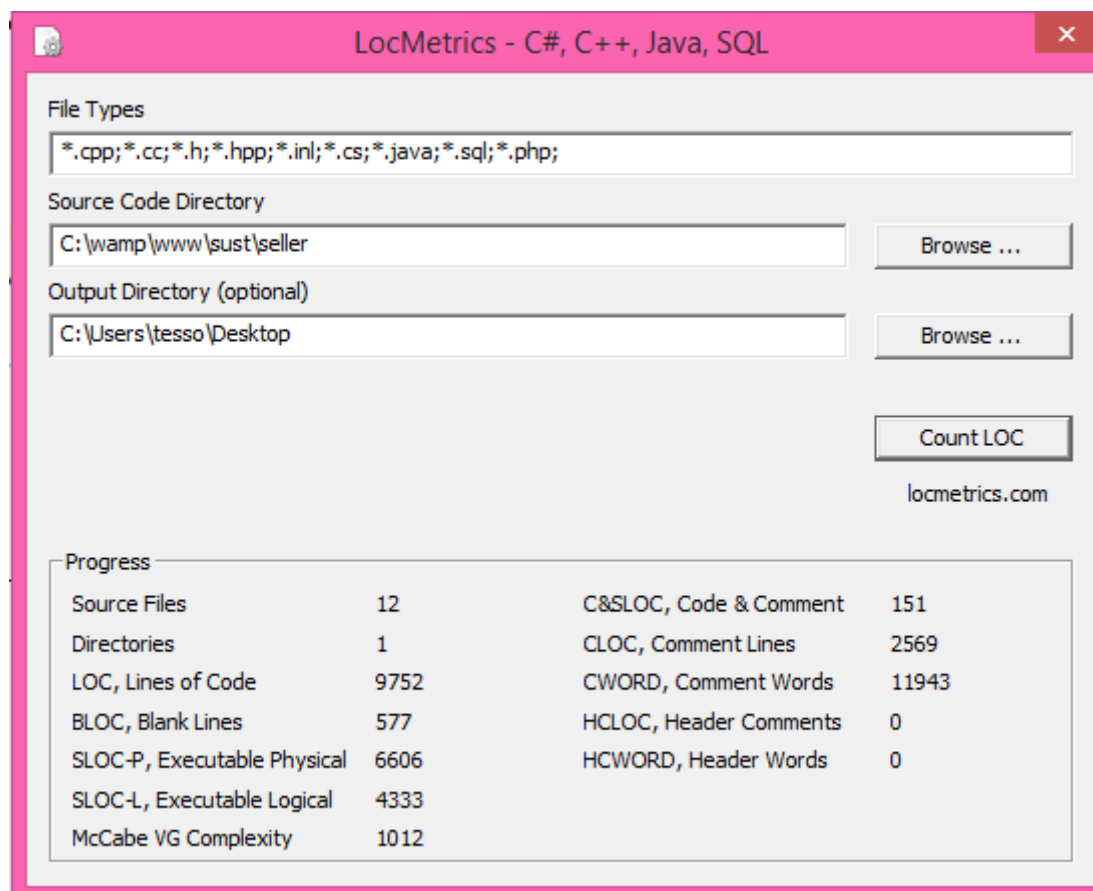 LocMetrics - C#, C++, Java, SQL
File Types
*.cpp;*.cc;*.h;*.hpp;*.inl;*.cs;*.java;*.sql;*.php;
Source Code Directory
C:\wamp\www\sust\seller
Browse ...
Output Directory (optional)
C:\Users\tesso\Desktop
Browse ...
Count LOC
locmetrics.com
Progress
Source Files 12 C&SLOC, Code & Comment 151
Directories 1 CLOC, Comment Lines 2569
LOC, Lines of Code 9752 CWORD, Comment Words 11943
BLOC, Blank Lines 577 HCLOC, Header Comments 0
SLOC-P, Executable Physical 6606 HCWORD, Header Words 0
SLOC-L, Executable Logical 4333
McCabe VG Complexity 1012